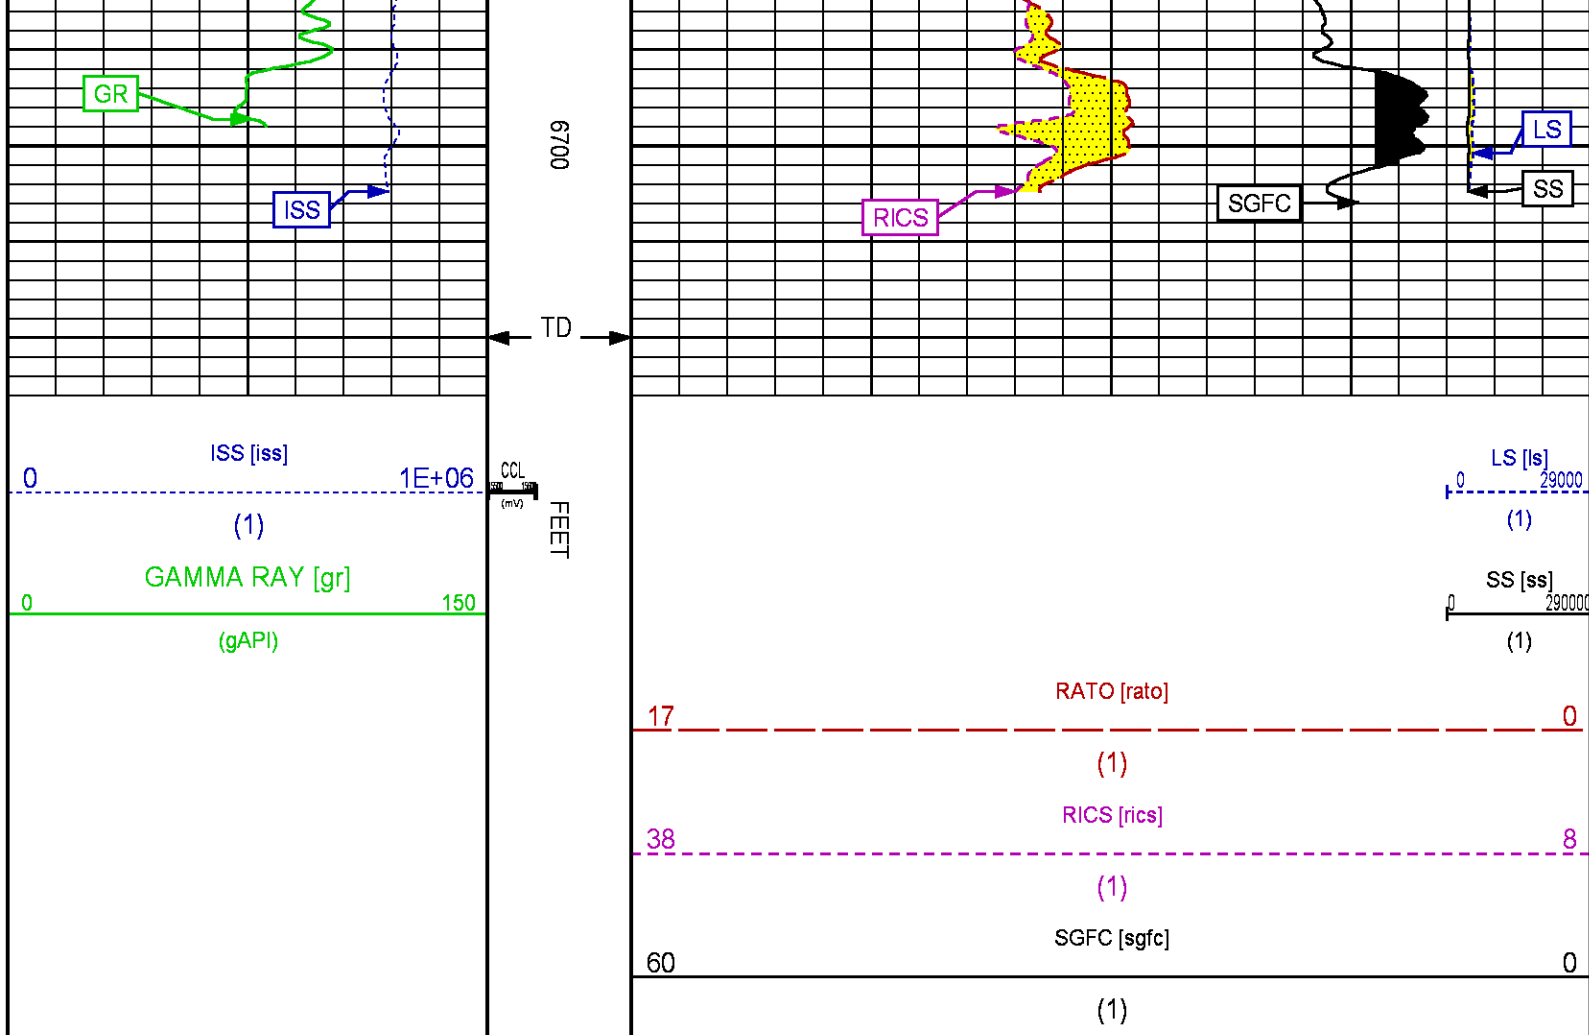 GR
ISS
6700
RICS
SGFC
LS
SS
TD
ISS [iss]
0 1E+06
(1)
GAMMA RAY [gr]
0 150
(gAPI)
CCL
(mV)
FEET
LS [ls]
0 29000
(1)
SS [ss]
0 290000
(1)
RATO [rato]
17 0
(1)
RICS [rics]
38 8
(1)
SGFC [sgfc]
60 0
(1)